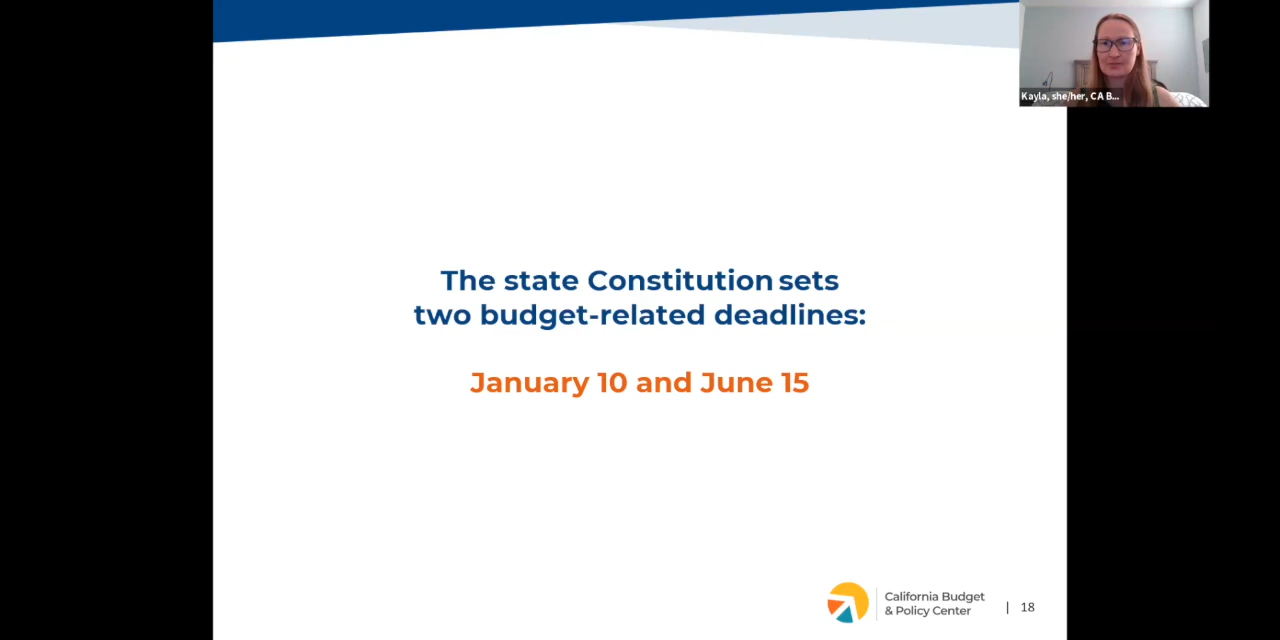 Kayla, she/her, CA B...
The state Constitution sets
two budget-related deadlines:
January 10 and June 15
California Budget
& Policy Center
| 18